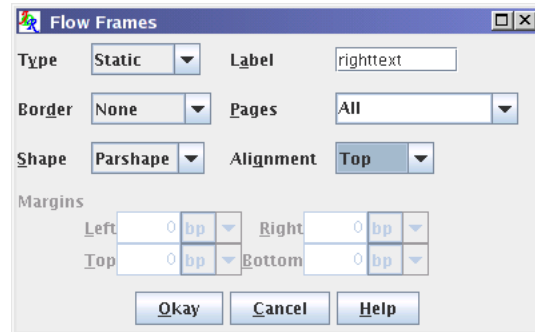 Flow Frames
Type Static Label righttext
Border None Pages All
Shape Parshape Alignment Top
Margins
Left 0 bp Right 0 bp
Top 0 bp Bottom 0 bp
Okay Cancel Help